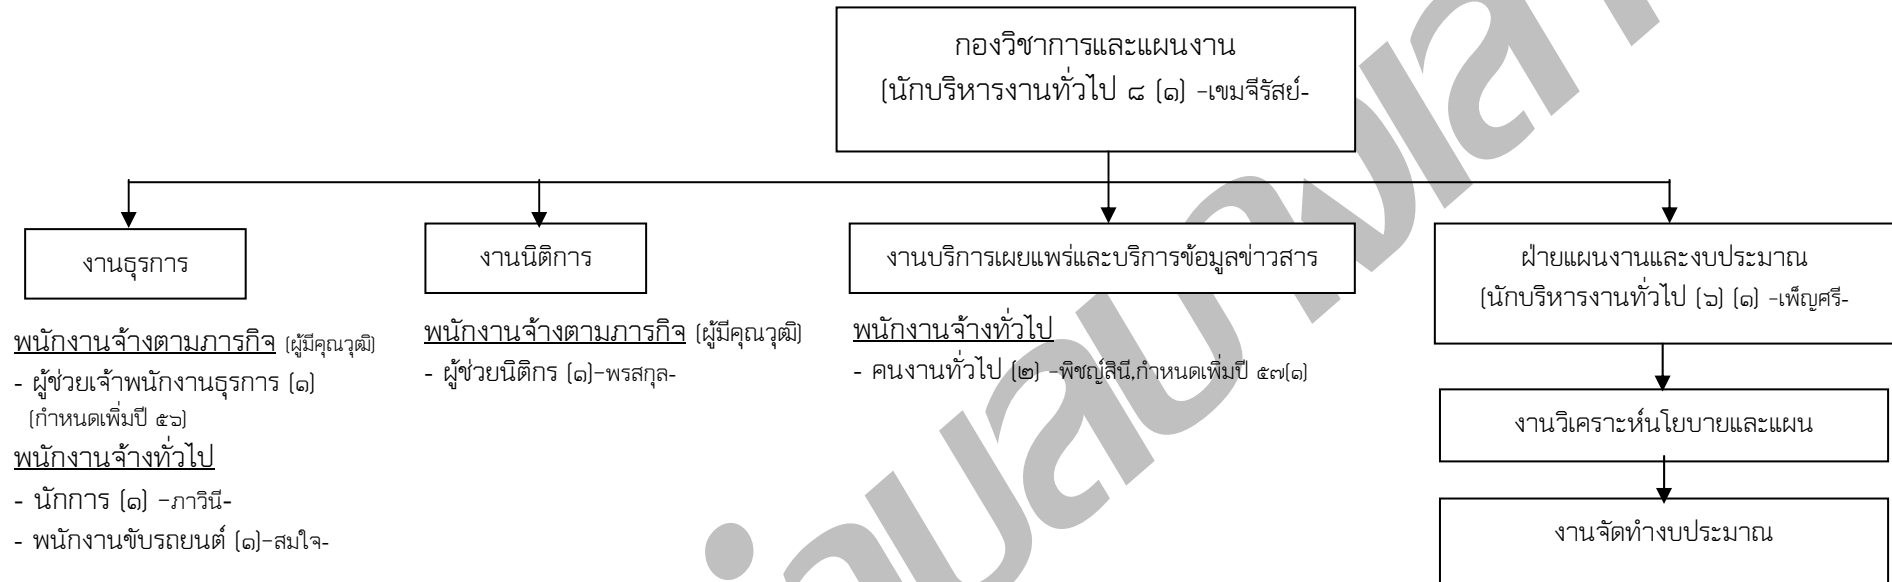 กองวิชาการและแผนงาน
(นักบริหารงานทั่วไป ๘ (๑) -เขมจีรัสย์-
งานธุรการ
พนักงานจ้างตามภารกิจ (ผู้มีคุณวุฒิ)
- ผู้ช่วยเจ้าพนักงานธุรการ (๑)
(กำหนดเพิ่มปี ๕๖)
พนักงานจ้างทั่วไป
- นักการ (๑) -ภาวินี-
- พนักงานขับรถยนต์ (๑)-สมใจ-
งานนิติการ
พนักงานจ้างตามภารกิจ (ผู้มีคุณวุฒิ)
- ผู้ช่วยนิติกร (๑)-พรสกุล-
งานบริการเผยแพร่และบริการข้อมูลข่าวสาร
พนักงานจ้างทั่วไป
- คนงานทั่วไป (๒) -พิชญ์สินี,กำหนดเพิ่มปี ๕๗(๑)
ฝ่ายแผนงานและงบประมาณ
(นักบริหารงานทั่วไป (๖) (๑) -เพ็ญศรี-
งานวิเคราะห์นโยบายและแผน
งานจัดทำงบประมาณ